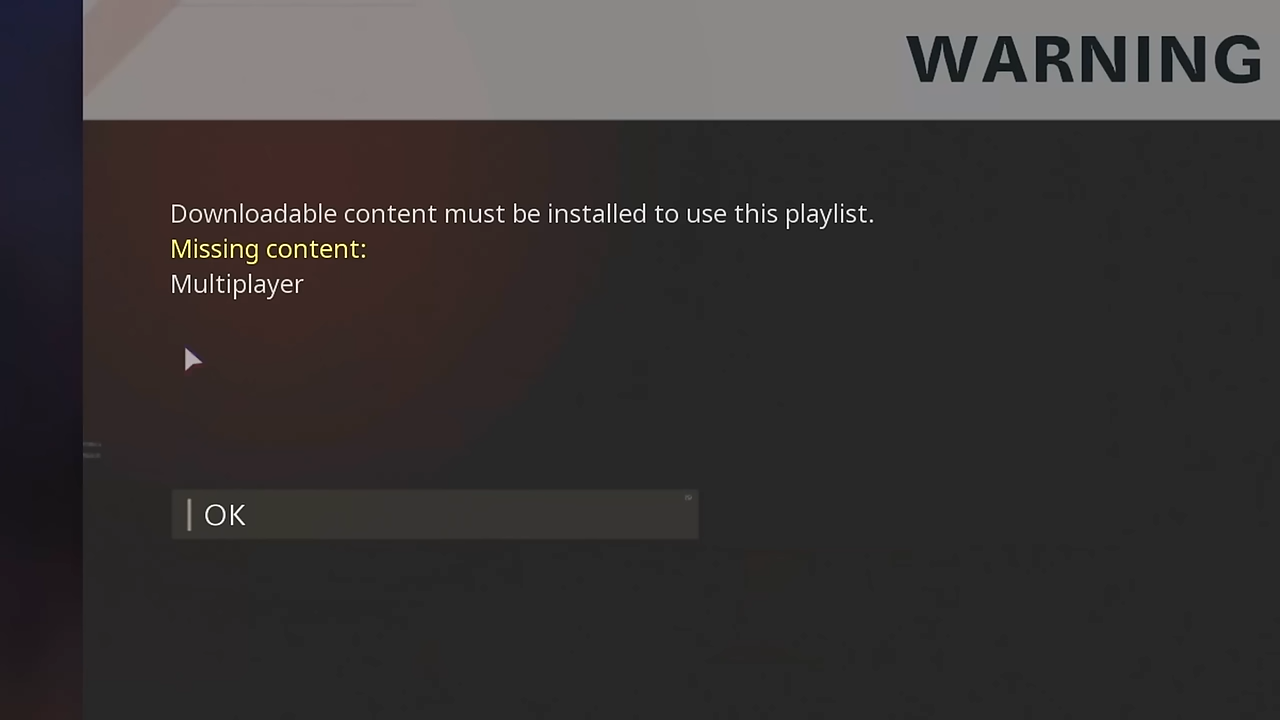 WARNING
Downloadable content must be installed to use this playlist.
Missing content:
Multiplayer
OK